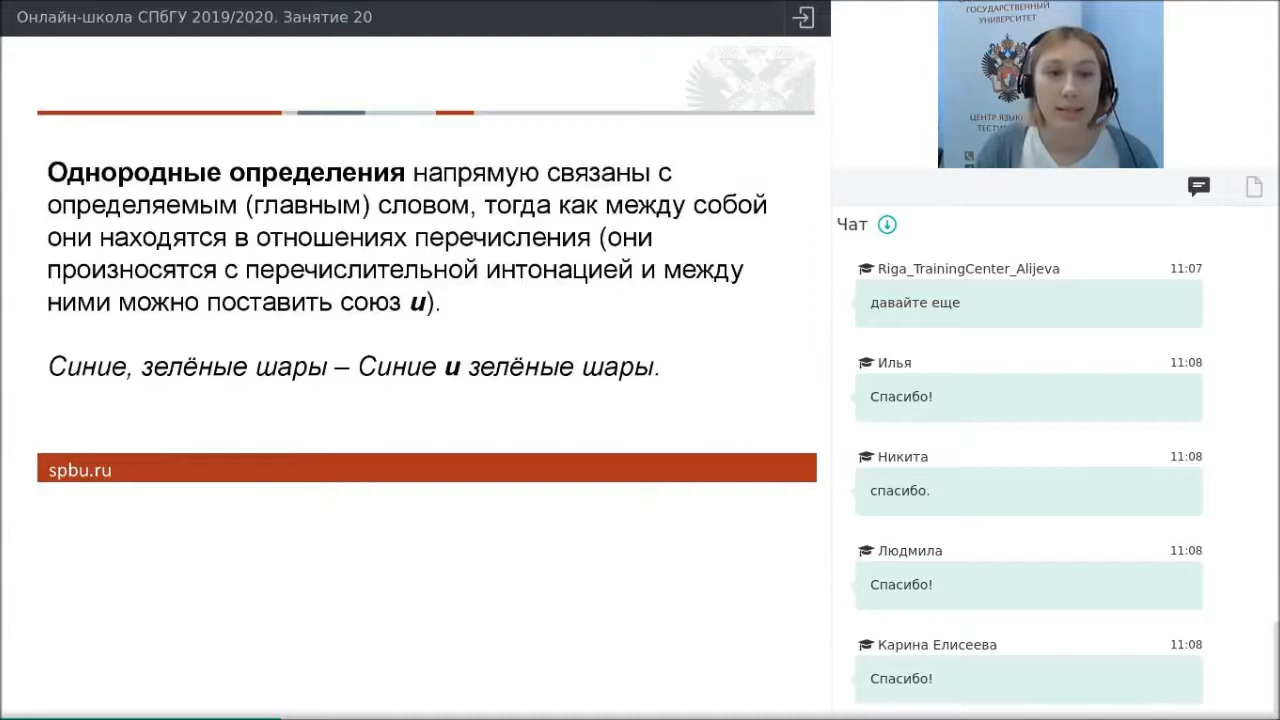 Онлайн-школа СПбГУ 2019/2020. Занятие 20
Однородные определения напрямую связаны с
определяемым (главным) словом, тогда как между собой
они находятся в отношениях перечисления (они
произносятся с перечислительной интонацией и между
ними можно поставить союз и).
Синие, зелёные шары – Синие и зелёные шары.
spbu.ru
ГОСУДАРСТВЕННЫЙ
УНИВЕРСИТЕТ
Чат
Riga_TrainingCenter_Alijeva 11:07
давайте еще
Илья 11:08
Спасибо!
Никита 11:08
спасибо.
Людмила 11:08
Спасибо!
Карина Елисеева 11:08
Спасибо!